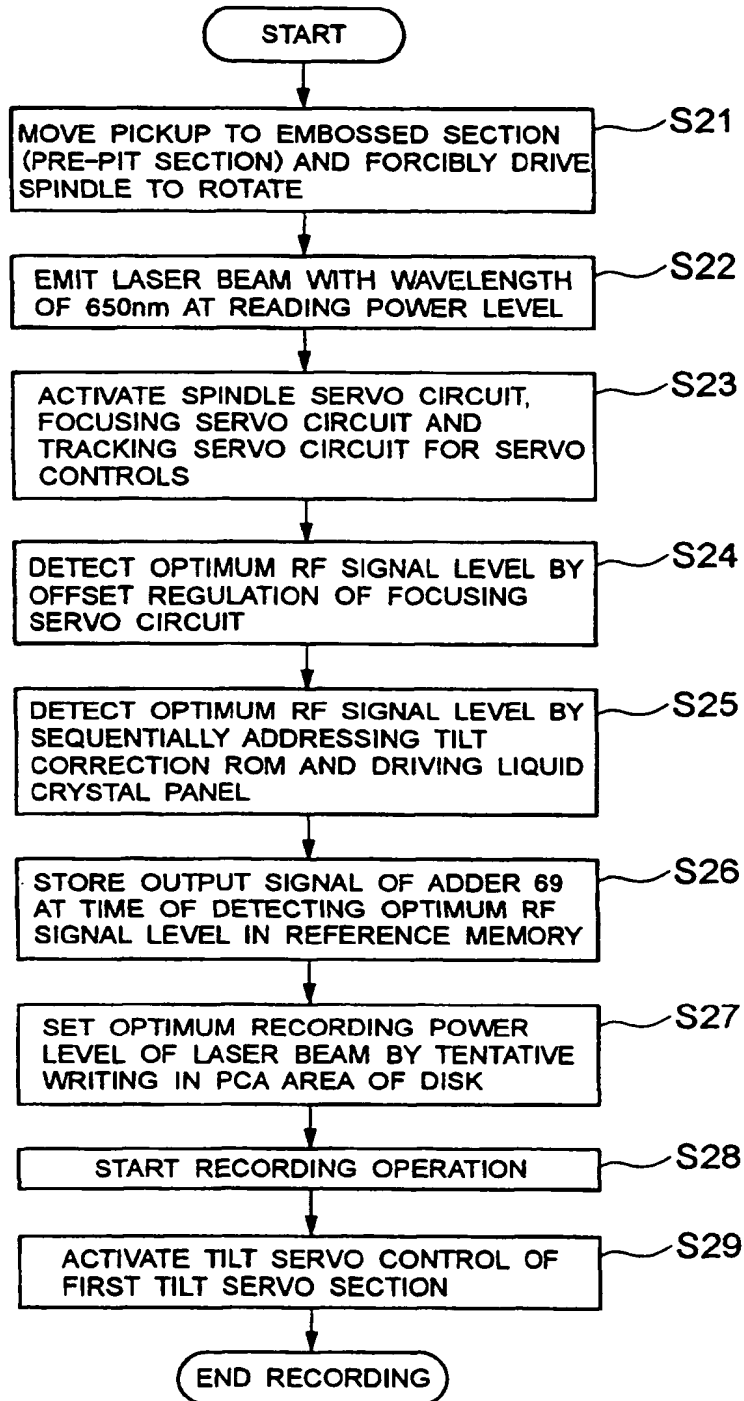 START
MOVE PICKUP TO EMBOSSED SECTION
(PRE-PIT SECTION) AND FORCIBLY DRIVE
SPINDLE TO ROTATE
S21
EMIT LASER BEAM WITH WAVELENGTH
OF 650nm AT READING POWER LEVEL
S22
ACTIVATE SPINDLE SERVO CIRCUIT,
FOCUSING SERVO CIRCUIT AND
TRACKING SERVO CIRCUIT FOR SERVO
CONTROLS
S23
DETECT OPTIMUM RF SIGNAL LEVEL BY
OFFSET REGULATION OF FOCUSING
SERVO CIRCUIT
S24
DETECT OPTIMUM RF SIGNAL LEVEL BY
SEQUENTIALLY ADDRESSING TILT
CORRECTION ROM AND DRIVING LIQUID
CRYSTAL PANEL
S25
STORE OUTPUT SIGNAL OF ADDER 69
AT TIME OF DETECTING OPTIMUM RF
SIGNAL LEVEL IN REFERENCE MEMORY
S26
SET OPTIMUM RECORDING POWER
LEVEL OF LASER BEAM BY TENTATIVE
WRITING IN PCA AREA OF DISK
S27
START RECORDING OPERATION
S28
ACTIVATE TILT SERVO CONTROL OF
FIRST TILT SERVO SECTION
S29
END RECORDING